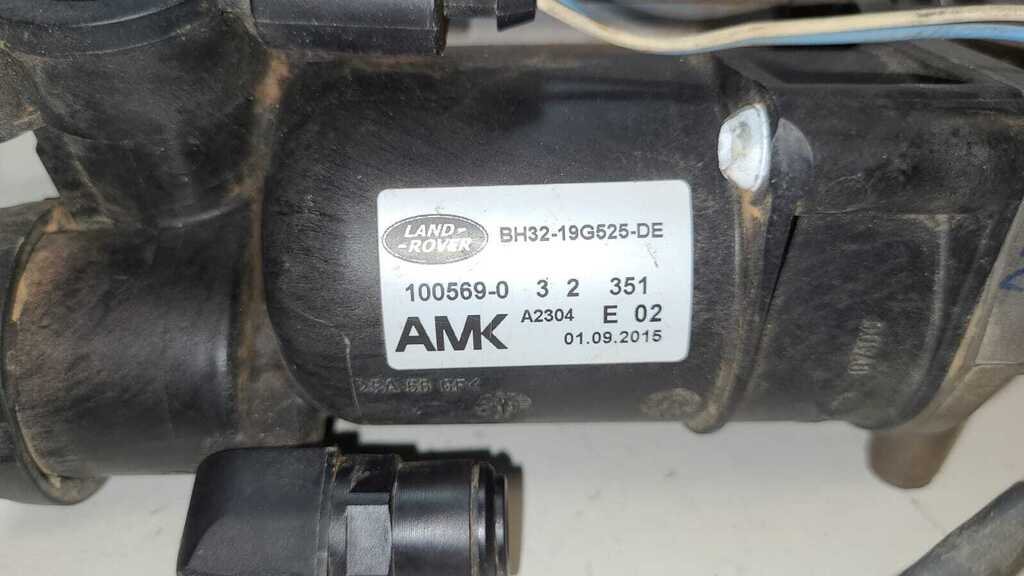 LAND-
-ROVER
BH32-19G525-DE
100569-0 3 2 351
AMK A2304 E 02
01.09.2015